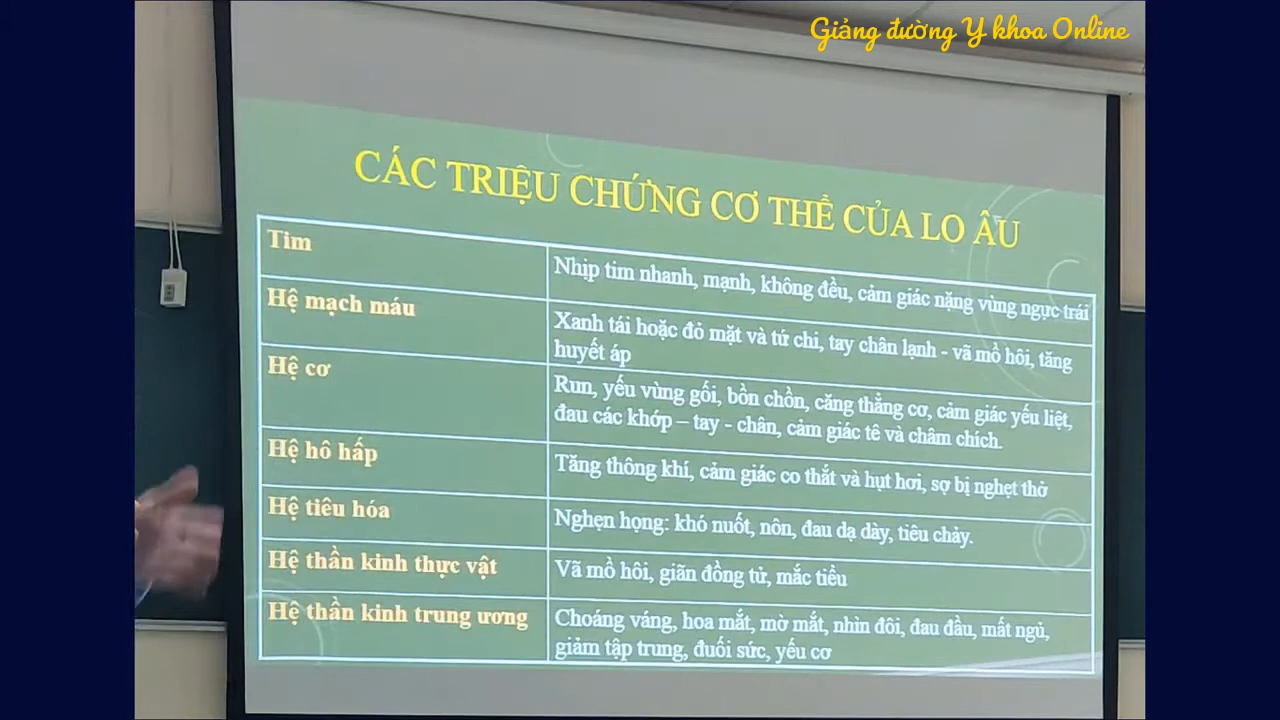 Giảng đường Y khoa Online
CÁC TRIỆU CHỨNG CƠ THỂ CỦA LO ÂU
Tim
Nhịp tim nhanh, mạnh, không đều, cảm giác nặng vùng ngực trái
Hệ mạch máu
Xanh tái hoặc đỏ mặt và tứ chi, tay chân lạnh - vã mồ hôi, tăng
huyết áp
Hệ cơ
Run, yếu vùng gối, bồn chồn, căng thẳng cơ, cảm giác yếu liệt,
đau các khớp – tay - chân, cảm giác tê và châm chích.
Hệ hô hấp
Tăng thông khí, cảm giác co thắt và hụt hơi, sợ bị nghẹt thở
Hệ tiêu hóa
Nghẹn họng: khó nuốt, nôn, đau dạ dày, tiêu chảy.
Hệ thần kinh thực vật
Vã mồ hôi, giãn đồng tử, mắc tiểu
Hệ thần kinh trung ương
Choáng váng, hoa mắt, mờ mắt, nhìn đôi, đau đầu, mất ngủ,
giảm tập trung, đuối sức, yếu cơ